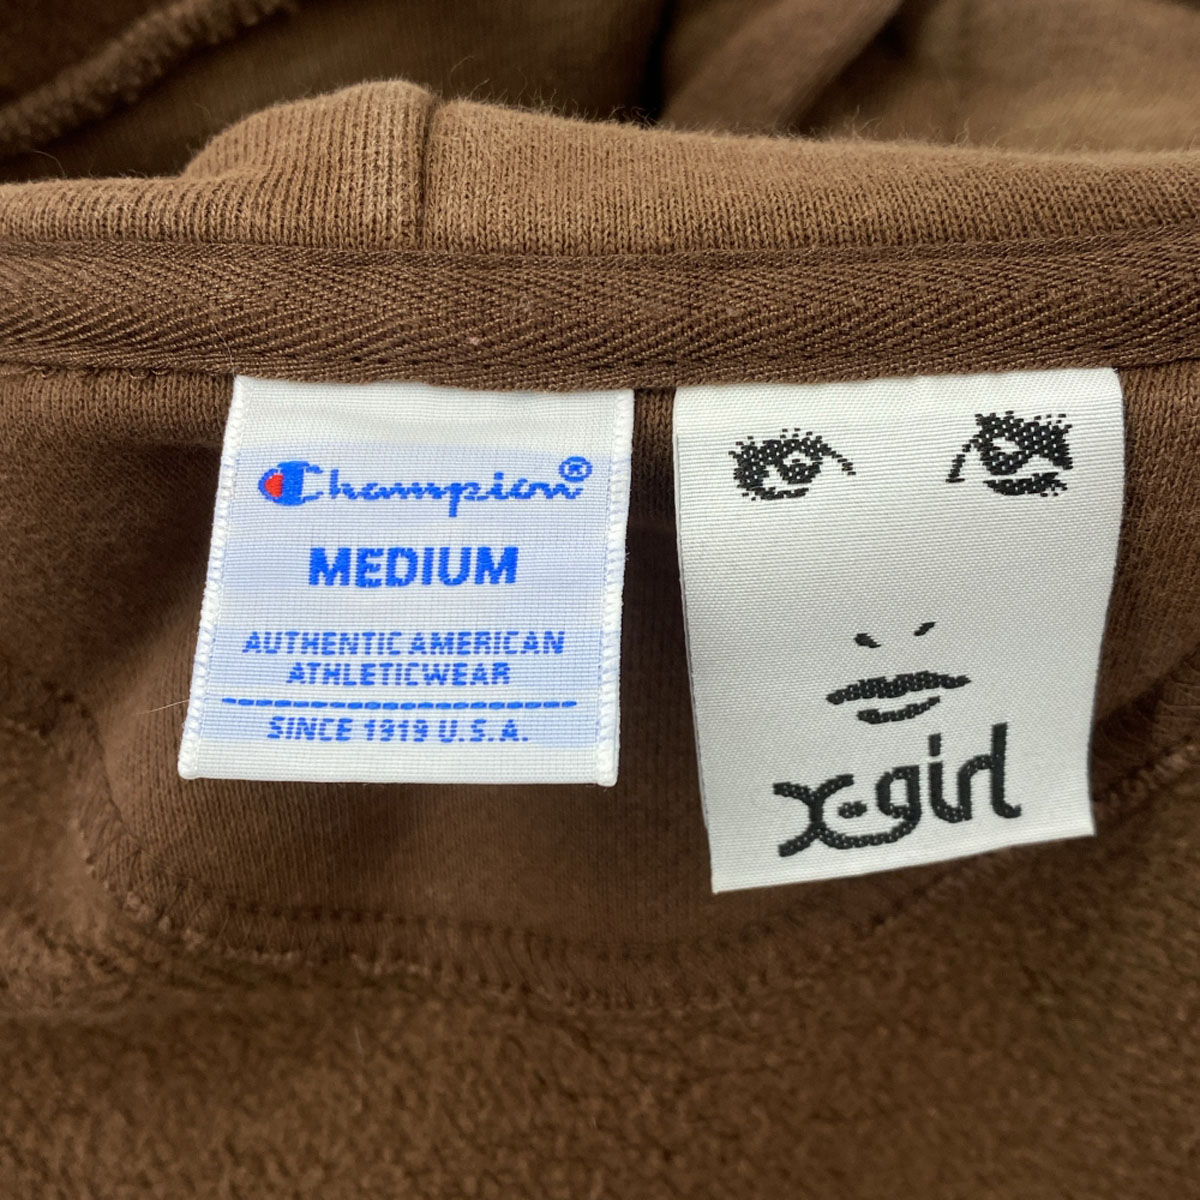 Champion®
MEDIUM
AUTHENTIC AMERICAN
ATHLETICWEAR
SINCE 1919 U.S.A.
X-girl